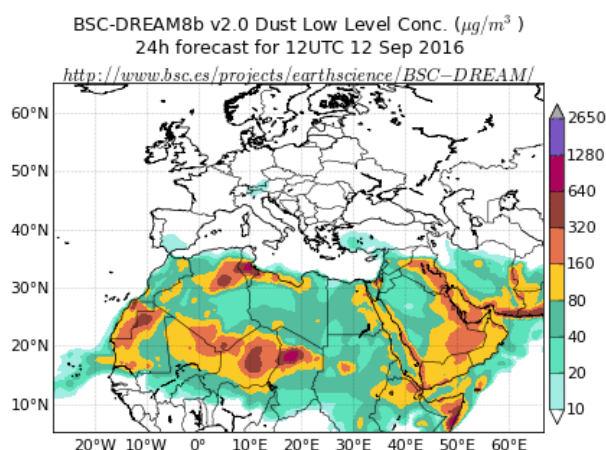 BSC-DREAM8b v2.0 Dust Low Level Conc. (μg/m³ )
24h forecast for 12UTC 12 Sep 2016
http://www.bsc.es/projects/earthscience/BSC−DREAM/
60°N
50°N
40°N
30°N
20°N
10°N
20°W
10°W
0°
10°E
20°E
30°E
40°E
50°E
60°E
2650
1280
640
320
160
80
40
20
10